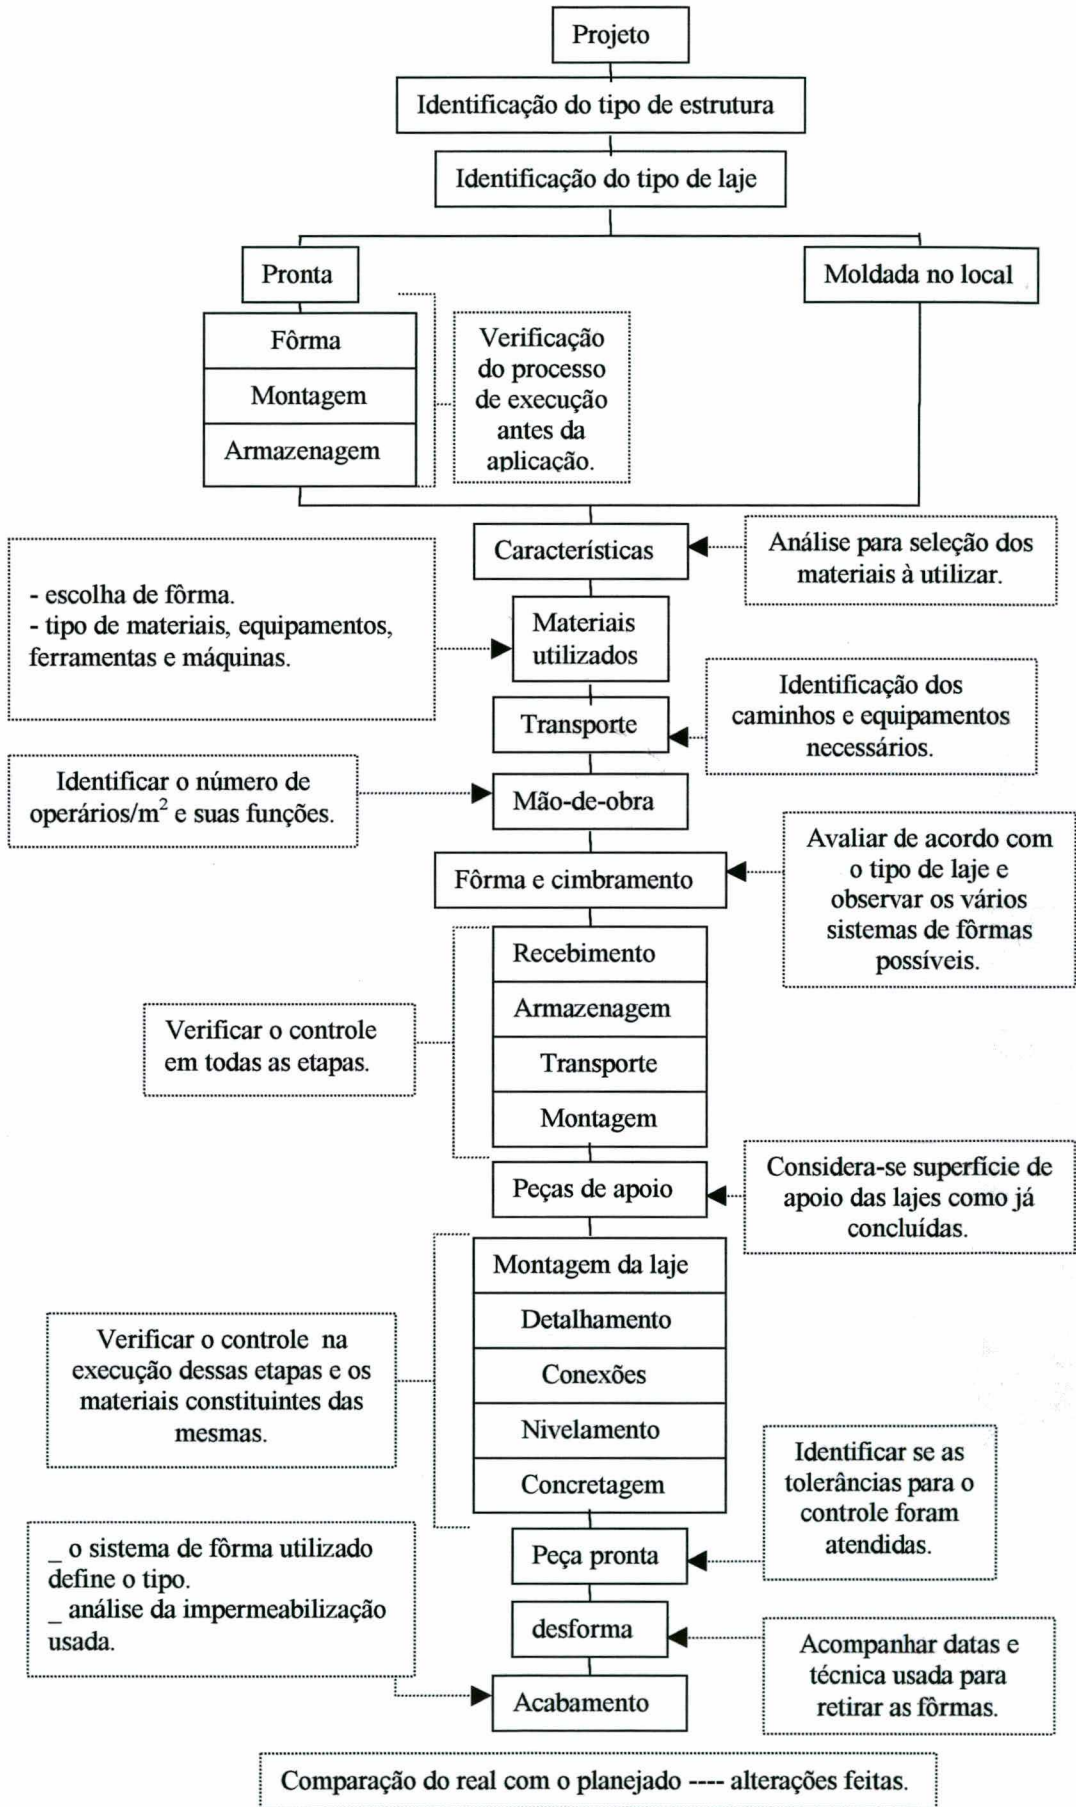 Projeto
Identificação do tipo de estrutura
Identificação do tipo de laje
Pronta
Moldada no local
Fôrma
Montagem
Armazenagem
Verificação
do processo
de execução
antes da
aplicação.
Características
Análise para seleção dos
materiais à utilizar.
- escolha de fôrma.
- tipo de materiais, equipamentos,
ferramentas e máquinas.
Materiais
utilizados
Transporte
Identificação dos
caminhos e equipamentos
necessários.
Identificar o número de
operários/m² e suas funções.
Mão-de-obra
Fôrma e cimbramento
Avaliar de acordo com
o tipo de laje e
observar os vários
sistemas de fôrmas
possíveis.
Recebimento
Armazenagem
Transporte
Montagem
Verificar o controle
em todas as etapas.
Peças de apoio
Considera-se superfície de
apoio das lajes como já
concluídas.
Montagem da laje
Detalhamento
Conexões
Nivelamento
Concretagem
Verificar o controle na
execução dessas etapas e os
materiais constituintes das
mesmas.
Identificar se as
tolerâncias para o
controle foram
atendidas.
Peça pronta
_ o sistema de fôrma utilizado
define o tipo.
_ análise da impermeabilização
usada.
desforma
Acompanhar datas e
técnica usada para
retirar as fôrmas.
Acabamento
Comparação do real com o planejado ---- alterações feitas.